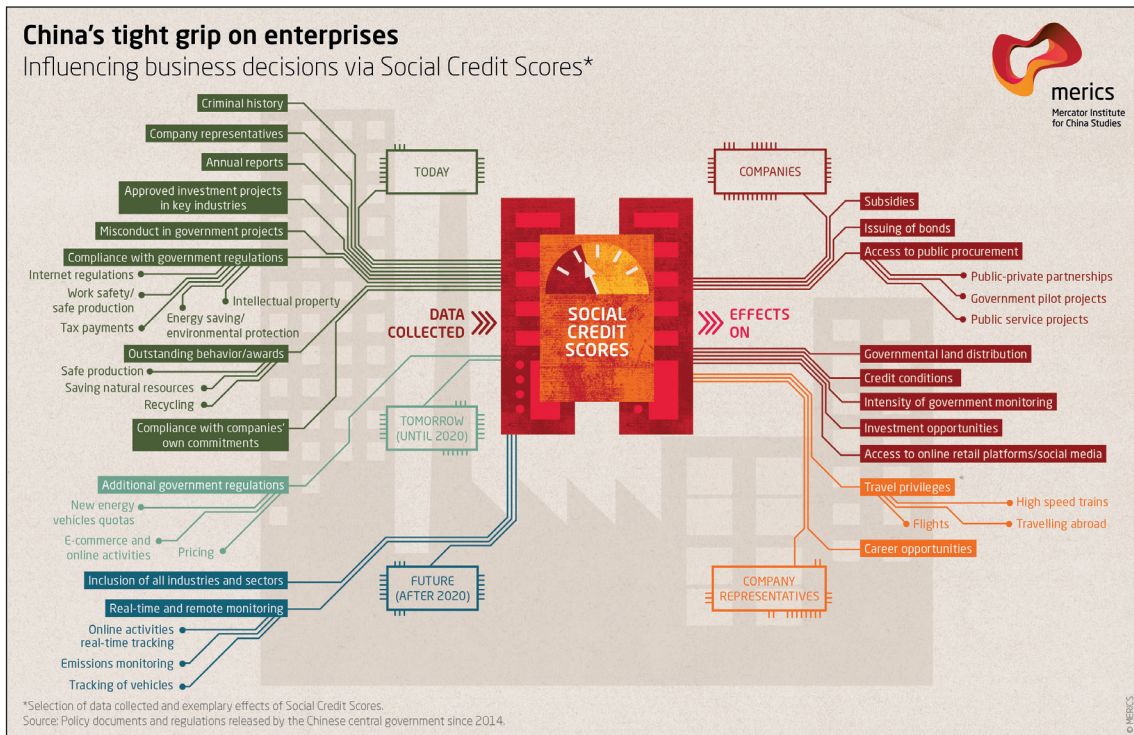 China's tight grip on enterprises
Influencing business decisions via Social Credit Scores*
merics
Mercator Institute
for China Studies
Criminal history
Company representatives
Annual reports
Approved investment projects
in key industries
Misconduct in government projects
Compliance with government regulations
Internet regulations
Work safety/
safe production
Tax payments
Intellectual property
Energy saving/
environmental protection
Outstanding behavior/awards
Safe production
Saving natural resources
Recycling
Compliance with companies'
own commitments
TODAY
DATA
COLLECTED
SOCIAL
CREDIT
SCORES
EFFECTS
ON
COMPANIES
Subsidies
Issuing of bonds
Access to public procurement
Public-private partnerships
Government pilot projects
Public service projects
Governmental land distribution
Credit conditions
Intensity of government monitoring
Investment opportunities
Access to online retail platforms/social media
TOMORROW
(UNTIL 2020)
Additional government regulations
New energy
vehicles quotas
E-commerce and
online activities
Pricing
FUTURE
(AFTER 2020)
Inclusion of all industries and sectors
Real-time and remote monitoring
Online activities
real-time tracking
Emissions monitoring
Tracking of vehicles
Travel privileges
High speed trains
Flights
Travelling abroad
Career opportunities
COMPANY
REPRESENTATIVES
*Selection of data collected and exemplary effects of Social Credit Scores.
Source: Policy documents and regulations released by the Chinese central government since 2014.
© MERICS